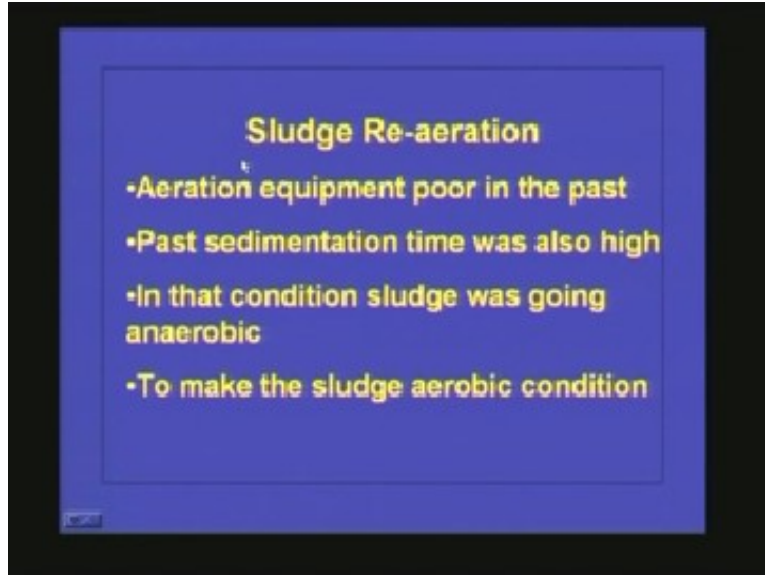 Sludge Re-aeration
•Aeration equipment poor in the past
•Past sedimentation time was also high
•In that condition sludge was going
anaerobic
•To make the sludge aerobic condition